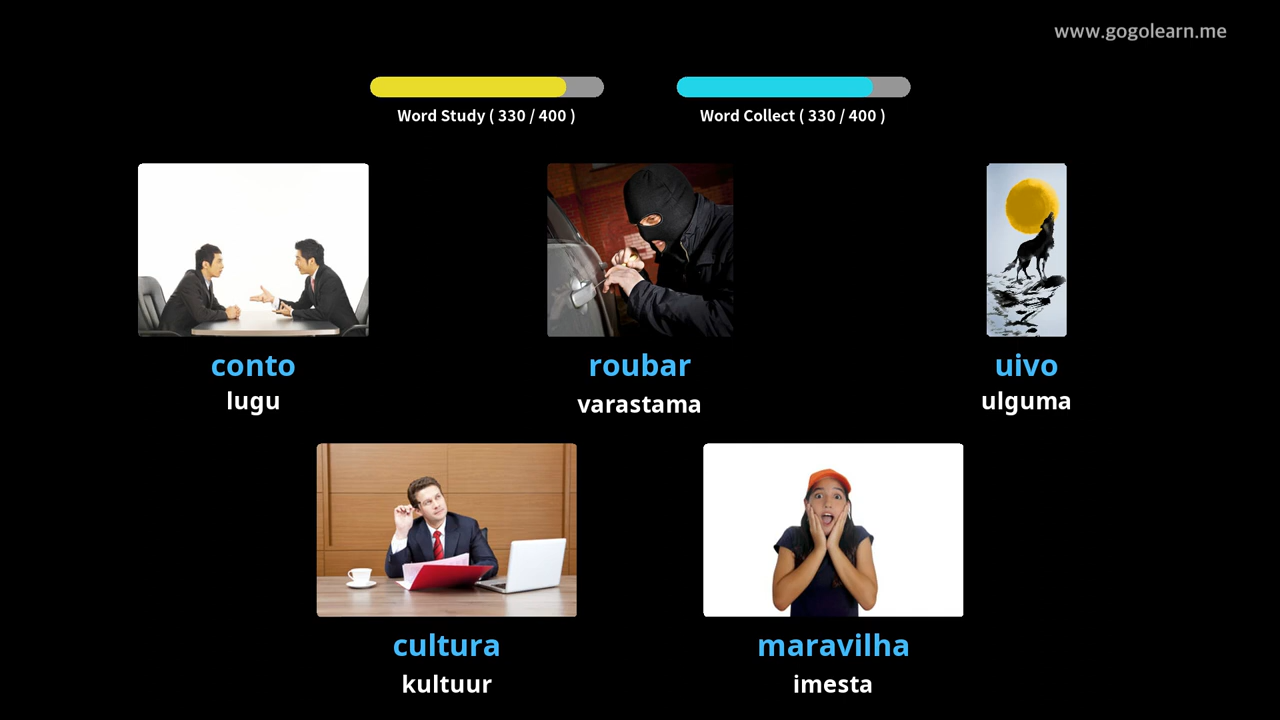 www.gogolearn.me
Word Study ( 330 / 400 )
Word Collect ( 330 / 400 )
conto
lugu
roubar
varastama
uivo
ulguma
cultura
kultuur
maravilha
imesta